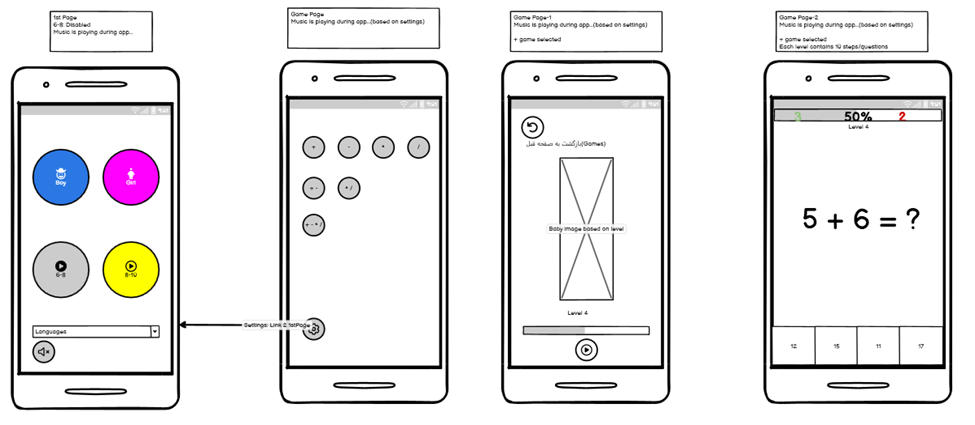 1st Page
6-8: Disabled
Music is playing during app...
Boy
Girl
6-8
8-10
Languages
Game Page
Music is playing during app...(based on settings)
+
-
*
/
+ -
* /
+ - * /
Settings: Link 2 1stPage
Game Page-1
Music is playing during app...(based on settings)
+ game selected
بازگشت به صفحه قبل(Games)
Baby image based on level
Level 4
Game Page-2
Music is playing during app...(based on settings)
+ game selected
Each level contains 10 steps/questions
3
50%
2
Level 4
5 + 6 = ?
12
15
11
17